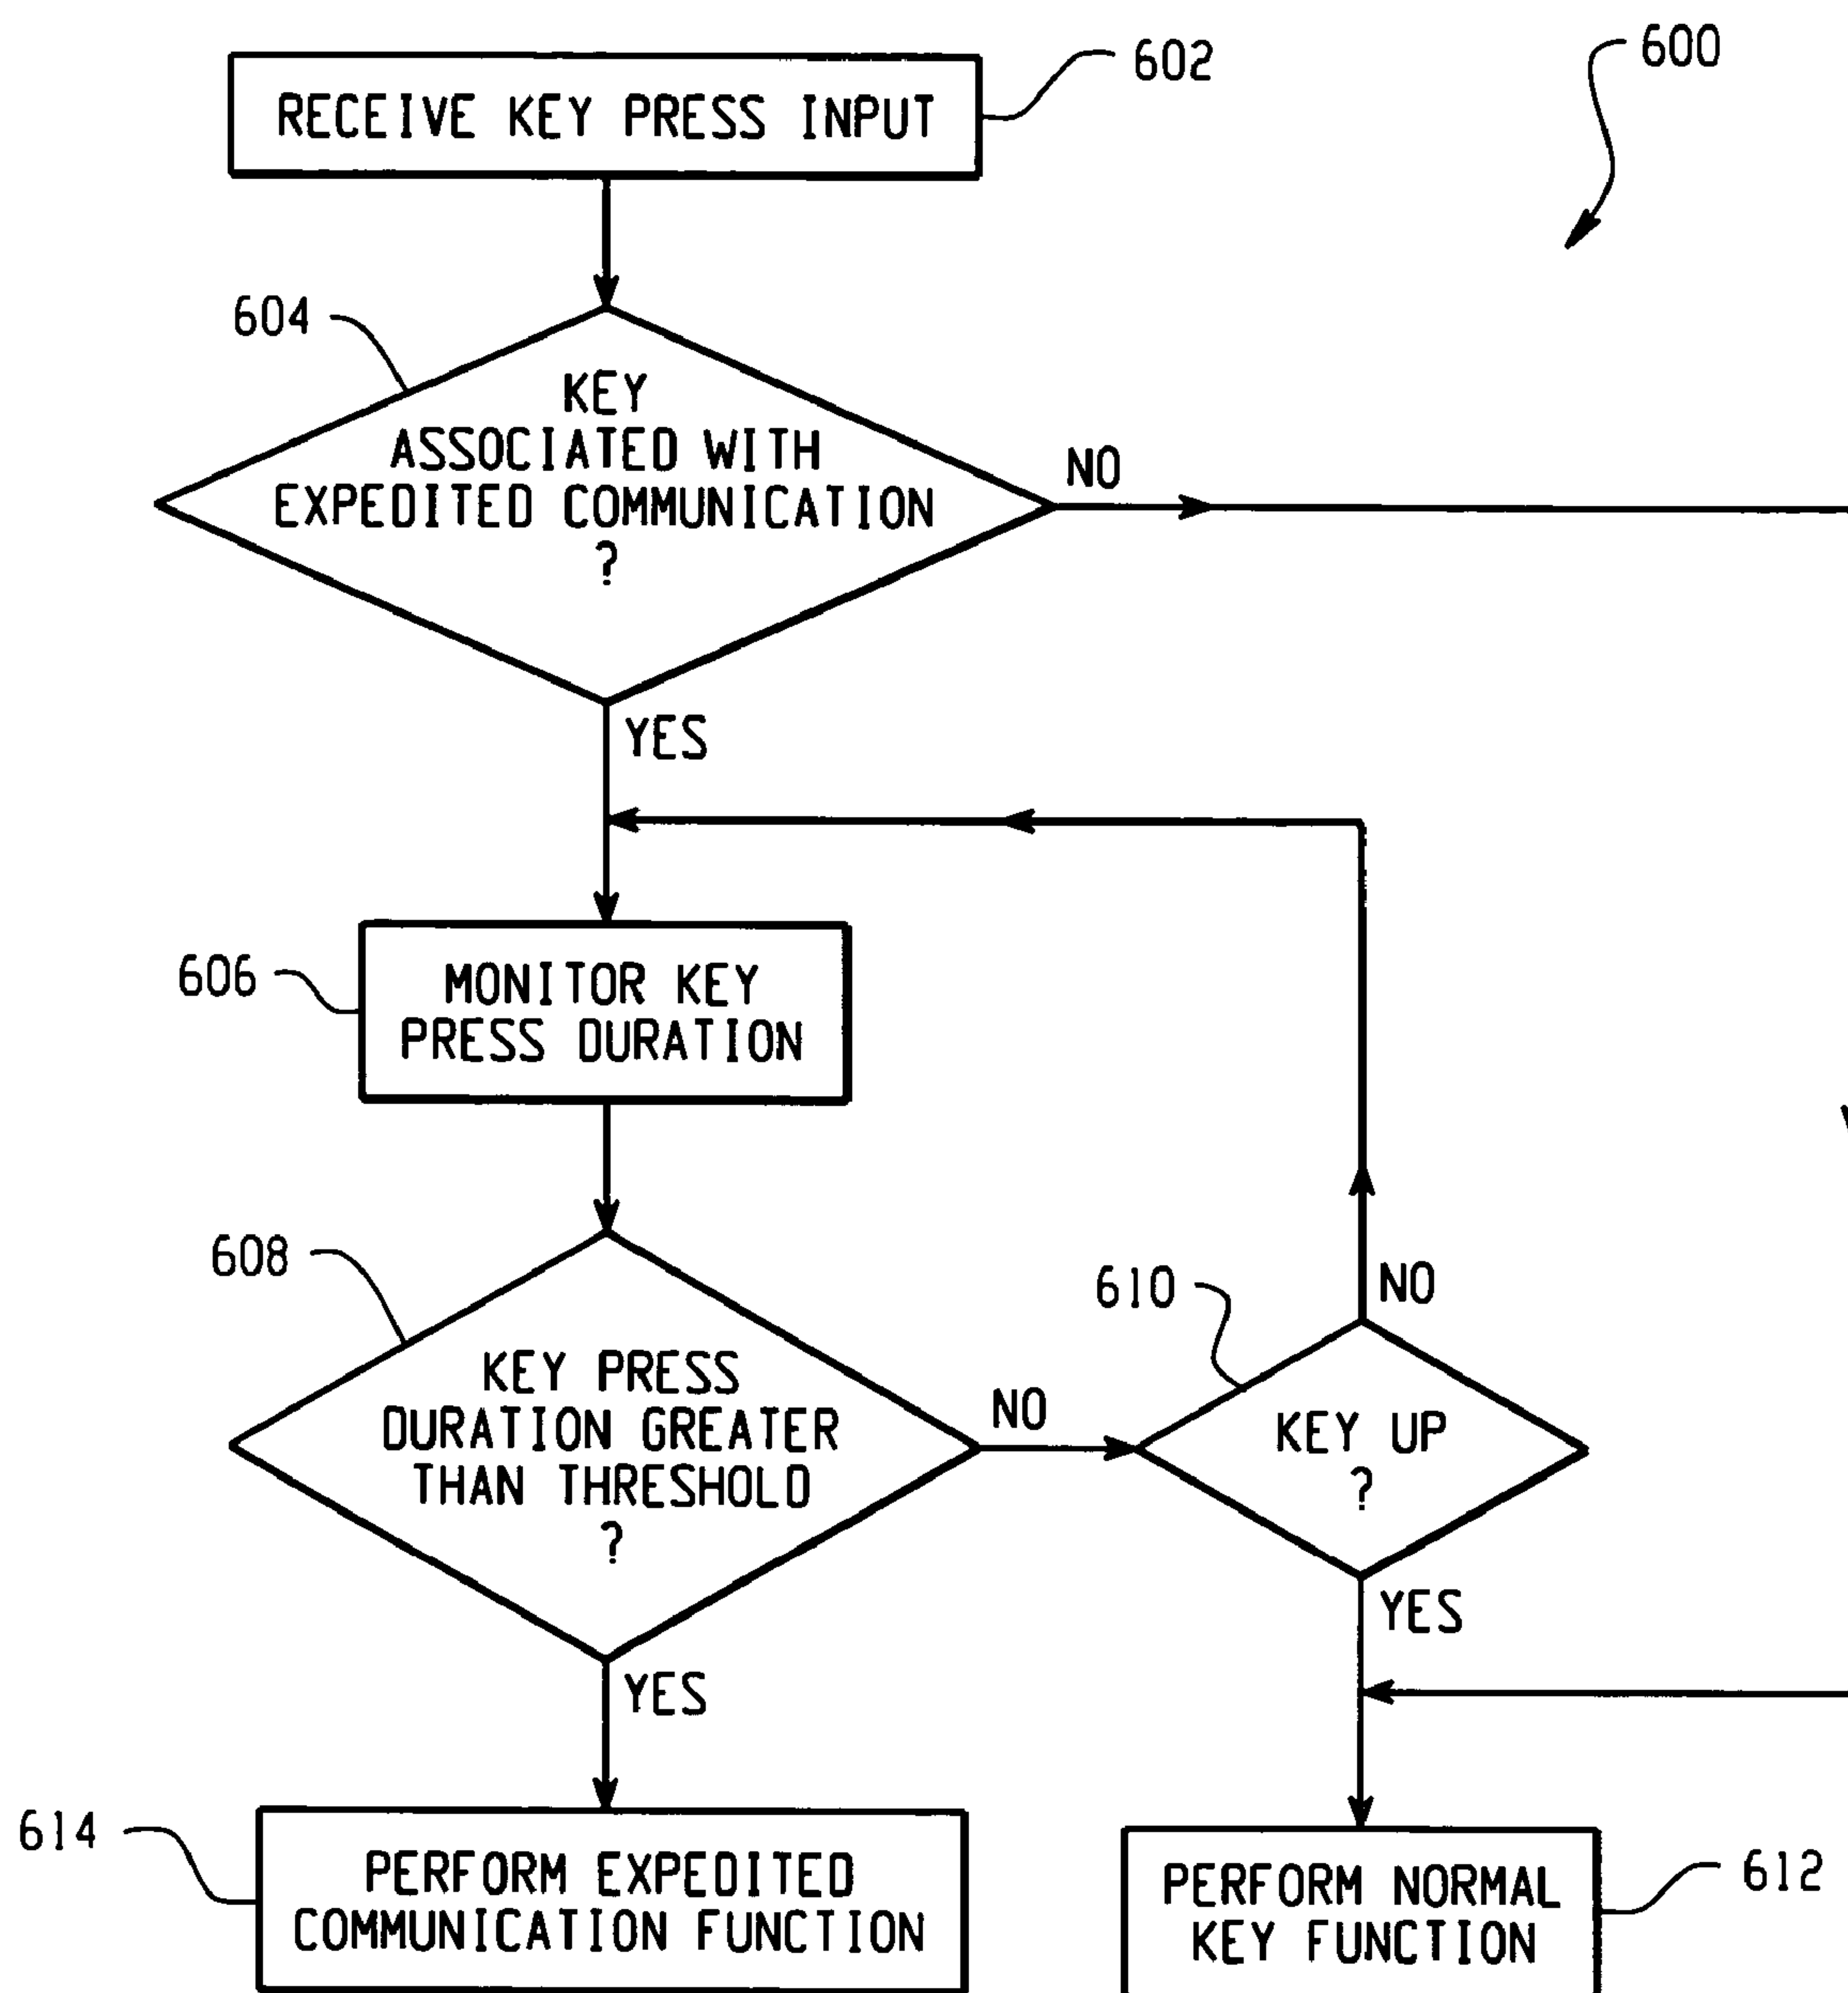 600
602
RECEIVE KEY PRESS INPUT
604
KEY
ASSOCIATED WITH
EXPEDITED COMMUNICATION
?
NO
YES
606
MONITOR KEY
PRESS DURATION
608
KEY PRESS
DURATION GREATER
THAN THRESHOLD
?
NO
610
KEY UP
?
NO
YES
YES
614
PERFORM EXPEDITED
COMMUNICATION FUNCTION
PERFORM NORMAL
KEY FUNCTION
612